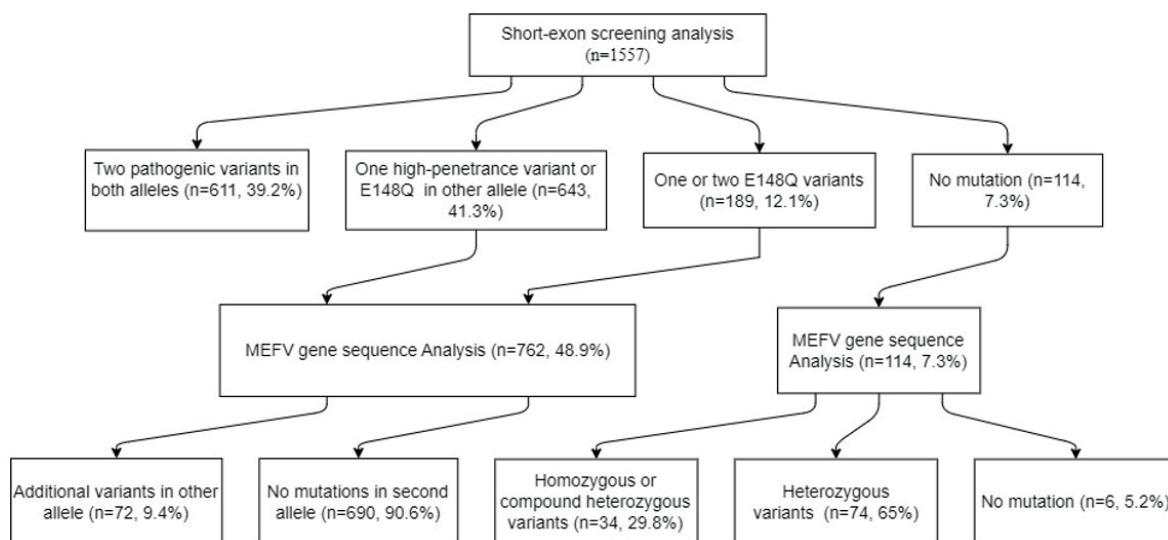 Short-exon screening analysis
(n=1557)
Two pathogenic variants in
both alleles (n=611, 39.2%)
One high-penetrance variant or
E148Q in other allele (n=643,
41.3%)
One or two E148Q variants
(n=189, 12.1%)
No mutation (n=114,
7.3%)
MEFV gene sequence Analysis (n=762, 48.9%)
MEFV gene sequence
Analysis (n=114, 7.3%)
Additional variants in other
allele (n=72, 9.4%)
No mutations in second
allele (n=690, 90.6%)
Homozygous or
compound heterozygous
variants (n=34, 29.8%)
Heterozygous
variants (n=74, 65%)
No mutation (n=6, 5.2%)